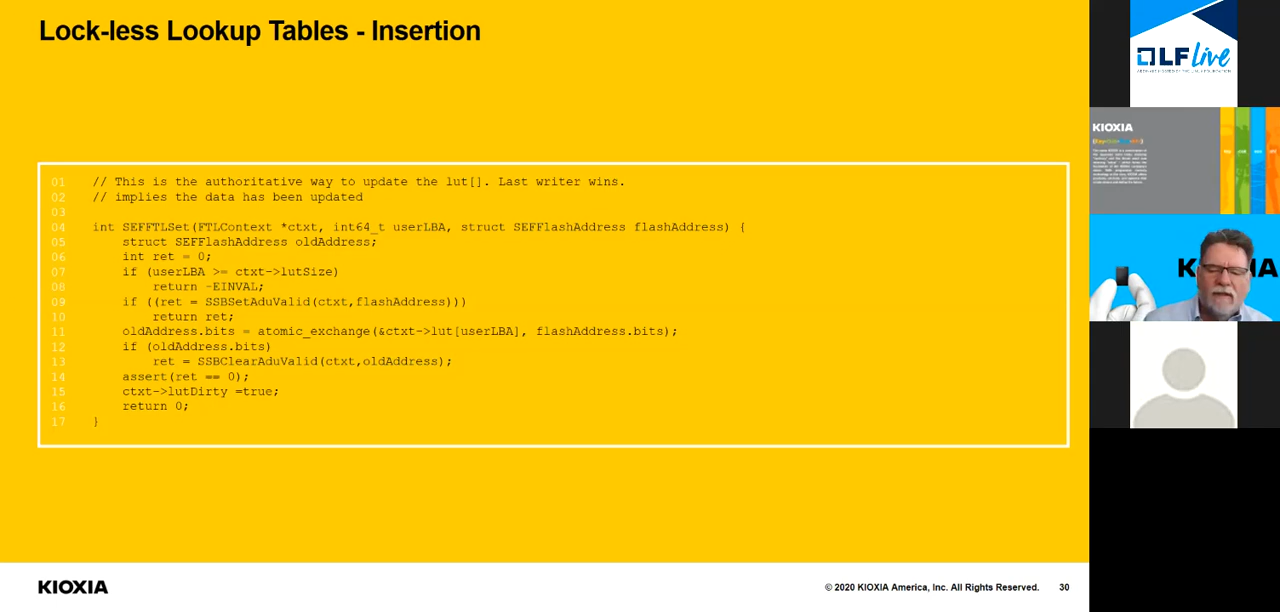 Lock-less Lookup Tables - Insertion
01 // This is the authoritative way to update the lut[]. Last writer wins.
02 // implies the data has been updated
03
04 int SEFFTLSet(FTLContext *ctxt, int64_t userLBA, struct SEFFlashAddress flashAddress) {
05 struct SEFFlashAddress oldAddress;
06 int ret = 0;
07 if (userLBA >= ctxt->lutSize)
08 return -EINVAL;
09 if ((ret = SSBSetAduValid(ctxt,flashAddress)))
10 return ret;
11 oldAddress.bits = atomic_exchange(&ctxt->lut[userLBA], flashAddress.bits);
12 if (oldAddress.bits)
13 ret = SSBClearAduValid(ctxt,oldAddress);
14 assert(ret == 0);
15 ctxt->lutDirty =true;
16 return 0;
17 }
KIOXIA
© 2020 KIOXIA America, Inc. All Rights Reserved. 30
LF Live
KIOXIA